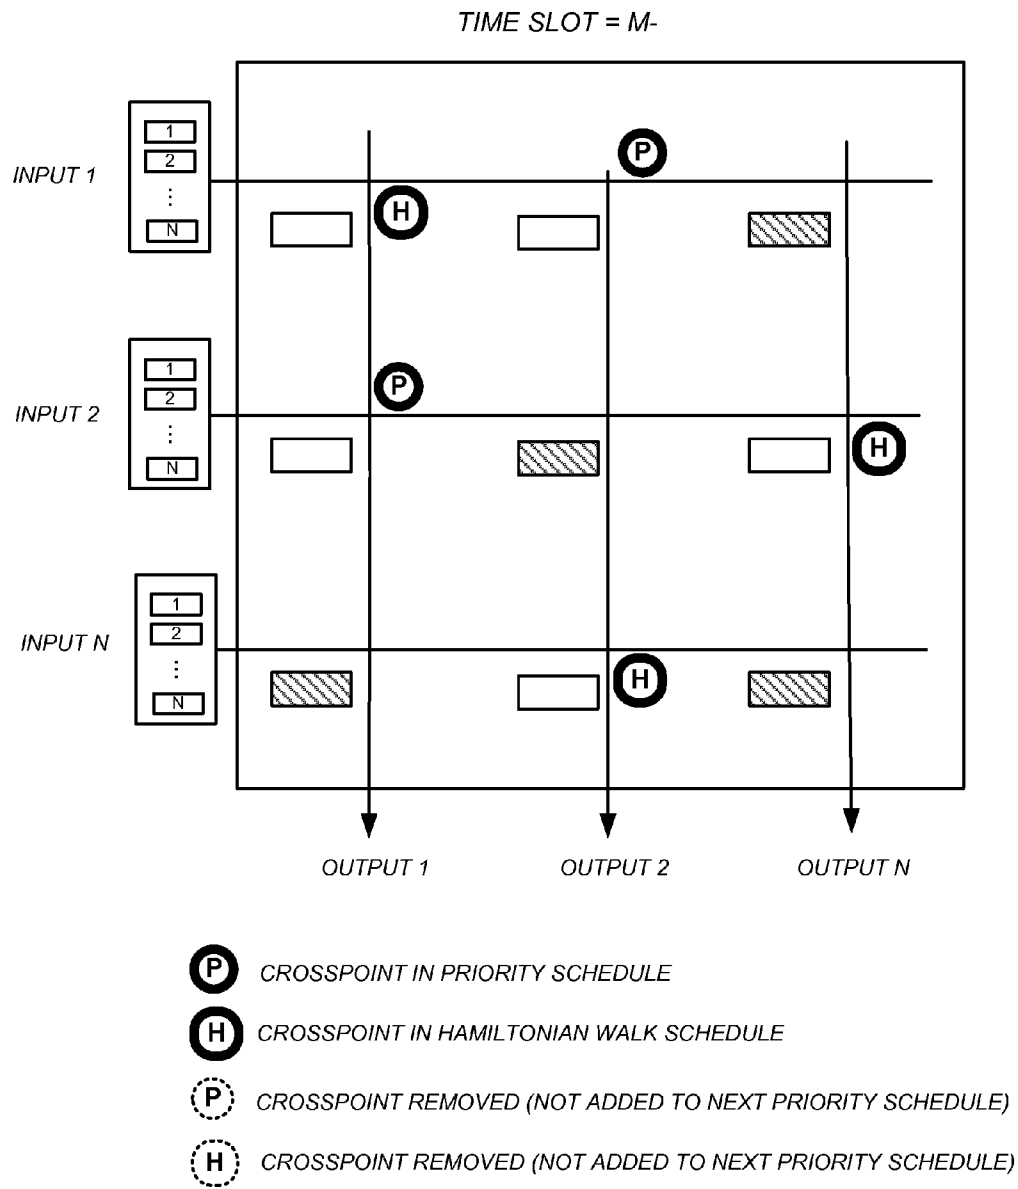 TIME SLOT = M-
1
2
⋮
N
INPUT 1
P
H
1
2
⋮
N
INPUT 2
P
H
1
2
⋮
N
INPUT N
H
OUTPUT 1 OUTPUT 2 OUTPUT N
P CROSSPOINT IN PRIORITY SCHEDULE
H CROSSPOINT IN HAMILTONIAN WALK SCHEDULE
P CROSSPOINT REMOVED (NOT ADDED TO NEXT PRIORITY SCHEDULE)
H CROSSPOINT REMOVED (NOT ADDED TO NEXT PRIORITY SCHEDULE)